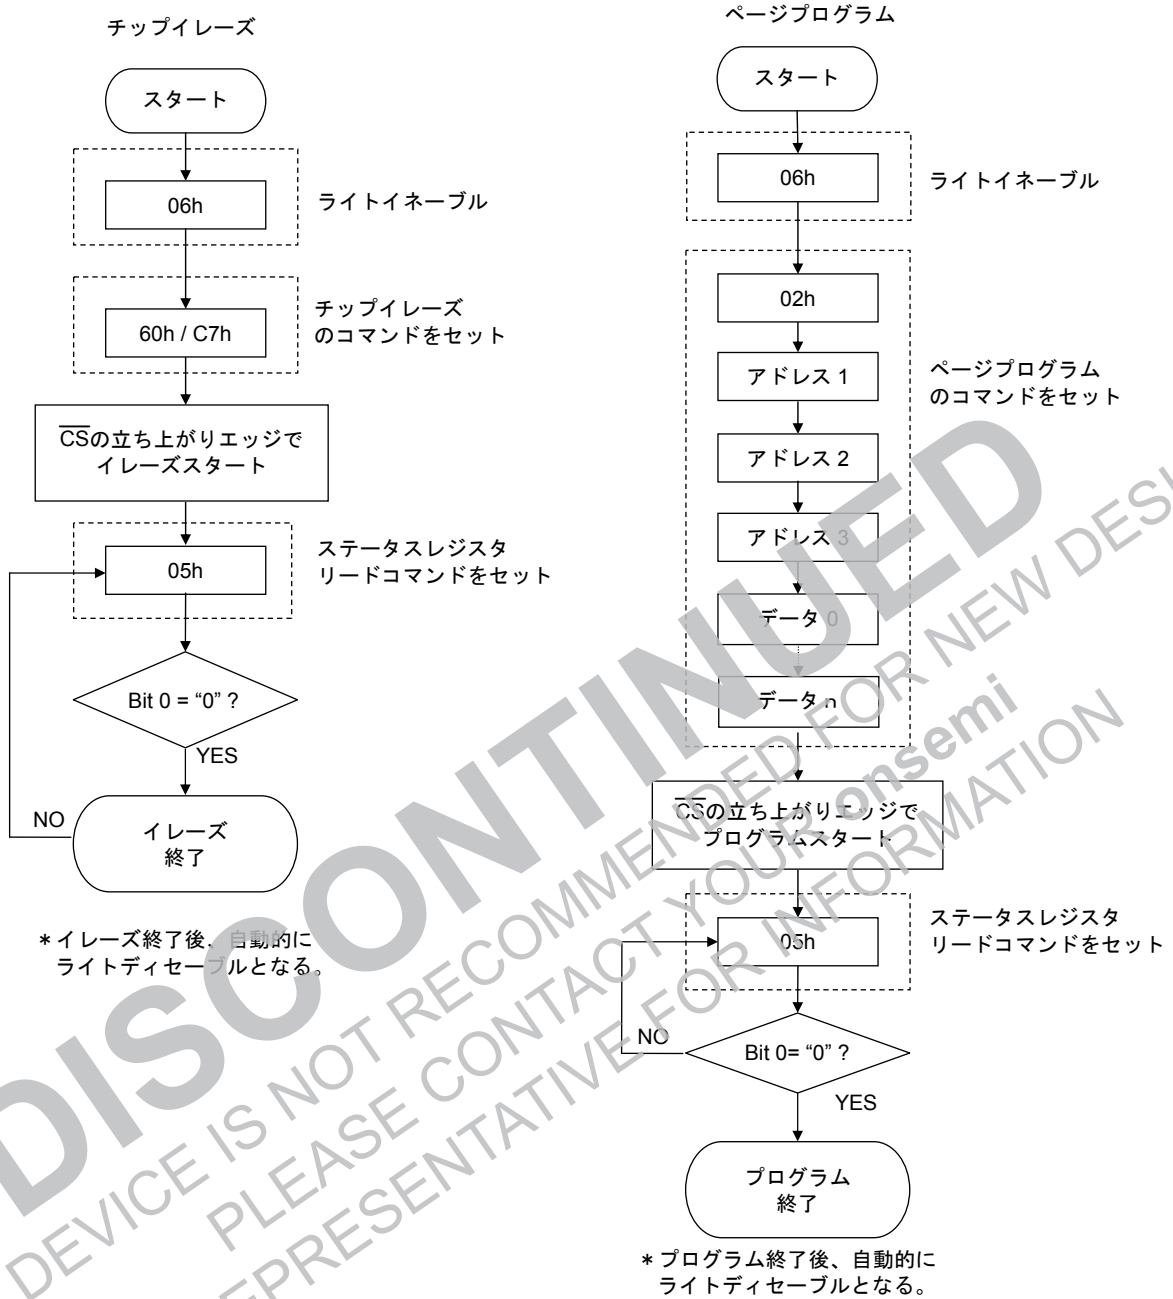 チップイレーズ
スタート
06h
ライトイネーブル
60h / C7h
チップイレーズ
のコマンドをセット
CSの立ち上がりエッジで
イレーズスタート
05h
ステータスレジスタ
リードコマンドをセット
Bit 0 = “0” ?
YES
NO
イレーズ
終了
* イレーズ終了後、自動的に
ライトディセーブルとなる。
ページプログラム
スタート
06h
ライトイネーブル
02h
アドレス 1
アドレス 2
アドレス 3
データ 0
データ n
ページプログラム
のコマンドをセット
CSの立ち上がりエッジで
プログラムスタート
05h
ステータスレジスタ
リードコマンドをセット
Bit 0= “0” ?
NO
YES
プログラム
終了
* プログラム終了後、自動的に
ライトディセーブルとなる。
DISCONTINUED
DEVICE IS NOT RECOMMENDED FOR NEW
PLEASE CONTACT YOUR onsemi
FOR INFORMATION